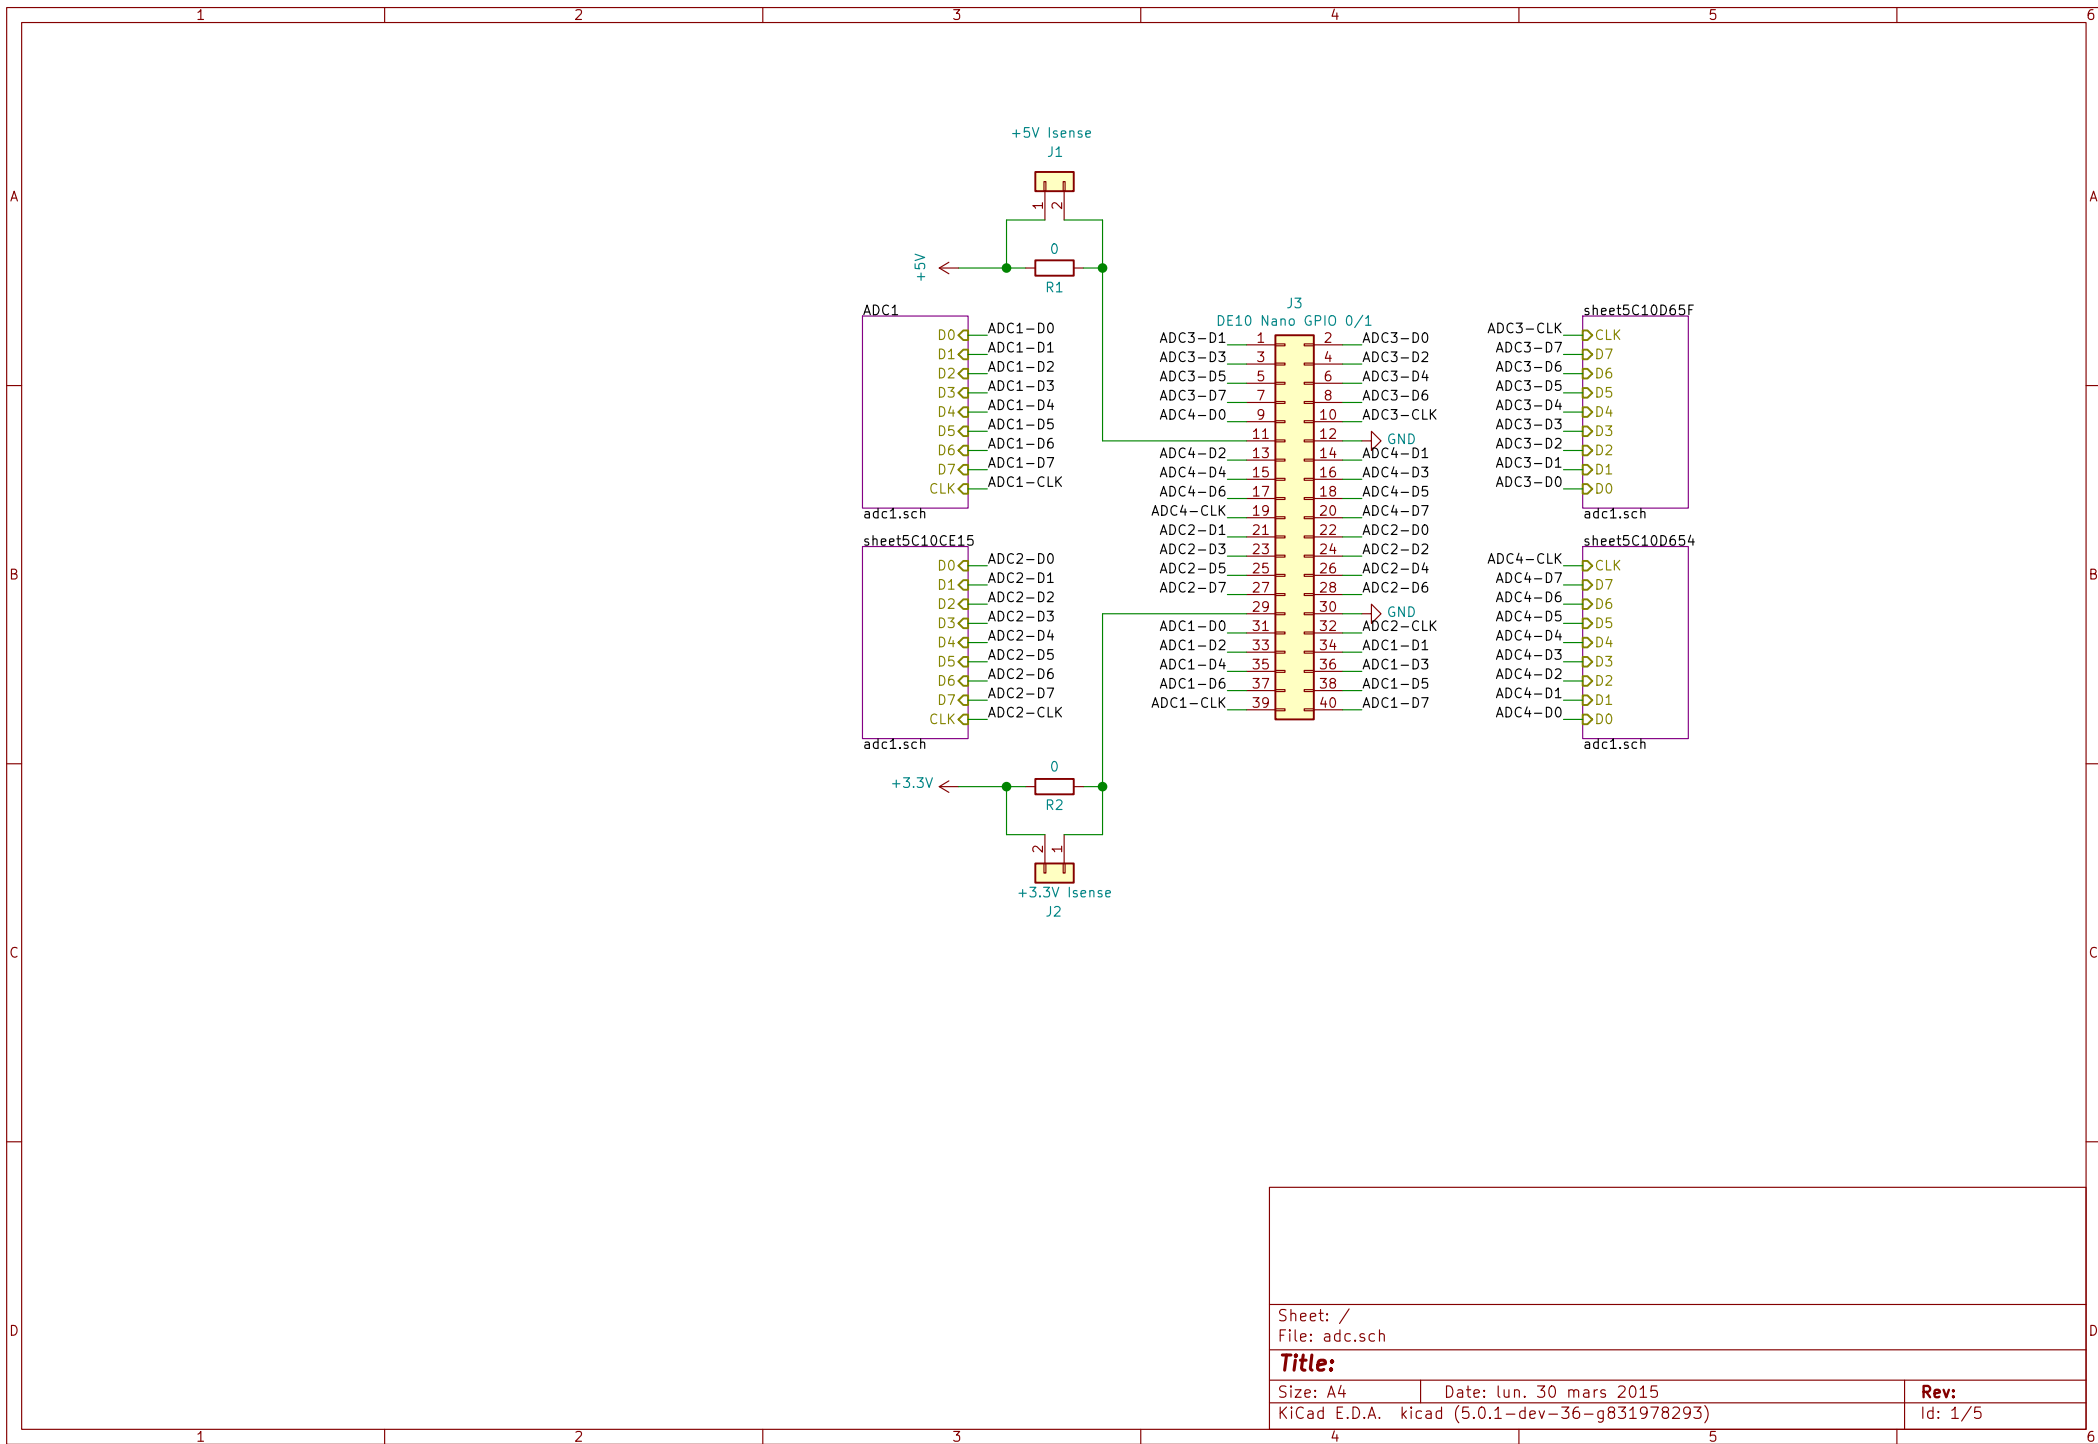 1 2 3 4 5 6
A
B
C
D
A
B
C
D
+5V Isense
J1
1 2
0
+5V
R1
ADC1
D0 ADC1-D0
D1 ADC1-D1
D2 ADC1-D2
D3 ADC1-D3
D4 ADC1-D4
D5 ADC1-D5
D6 ADC1-D6
D7 ADC1-D7
CLK ADC1-CLK
adc1.sch
sheet5C10CE15
D0 ADC2-D0
D1 ADC2-D1
D2 ADC2-D2
D3 ADC2-D3
D4 ADC2-D4
D5 ADC2-D5
D6 ADC2-D6
D7 ADC2-D7
CLK ADC2-CLK
adc1.sch
J3
DE10 Nano GPIO 0/1
ADC3-D1 1 2 ADC3-D0
ADC3-D3 3 4 ADC3-D2
ADC3-D5 5 6 ADC3-D4
ADC3-D7 7 8 ADC3-D6
ADC4-D0 9 10 ADC3-CLK
11 12 GND
ADC4-D2 13 14 ADC4-D1
ADC4-D4 15 16 ADC4-D3
ADC4-D6 17 18 ADC4-D5
ADC4-CLK 19 20 ADC4-D7
ADC2-D1 21 22 ADC2-D0
ADC2-D3 23 24 ADC2-D2
ADC2-D5 25 26 ADC2-D4
ADC2-D7 27 28 ADC2-D6
29 30 GND
ADC1-D0 31 32 ADC2-CLK
ADC1-D2 33 34 ADC1-D1
ADC1-D4 35 36 ADC1-D3
ADC1-D6 37 38 ADC1-D5
ADC1-CLK 39 40 ADC1-D7
sheet5C10D65F
ADC3-CLK CLK
ADC3-D7 D7
ADC3-D6 D6
ADC3-D5 D5
ADC3-D4 D4
ADC3-D3 D3
ADC3-D2 D2
ADC3-D1 D1
ADC3-D0 D0
adc1.sch
sheet5C10D654
ADC4-CLK CLK
ADC4-D7 D7
ADC4-D6 D6
ADC4-D5 D5
ADC4-D4 D4
ADC4-D3 D3
ADC4-D2 D2
ADC4-D1 D1
ADC4-D0 D0
adc1.sch
0
+3.3V
R2
2 1
+3.3V Isense
J2
Sheet: /
File: adc.sch
Title:
Size: A4 Date: lun. 30 mars 2015 Rev:
KiCad E.D.A. kicad (5.0.1-dev-36-g831978293) Id: 1/5
1 2 3 4 5 6